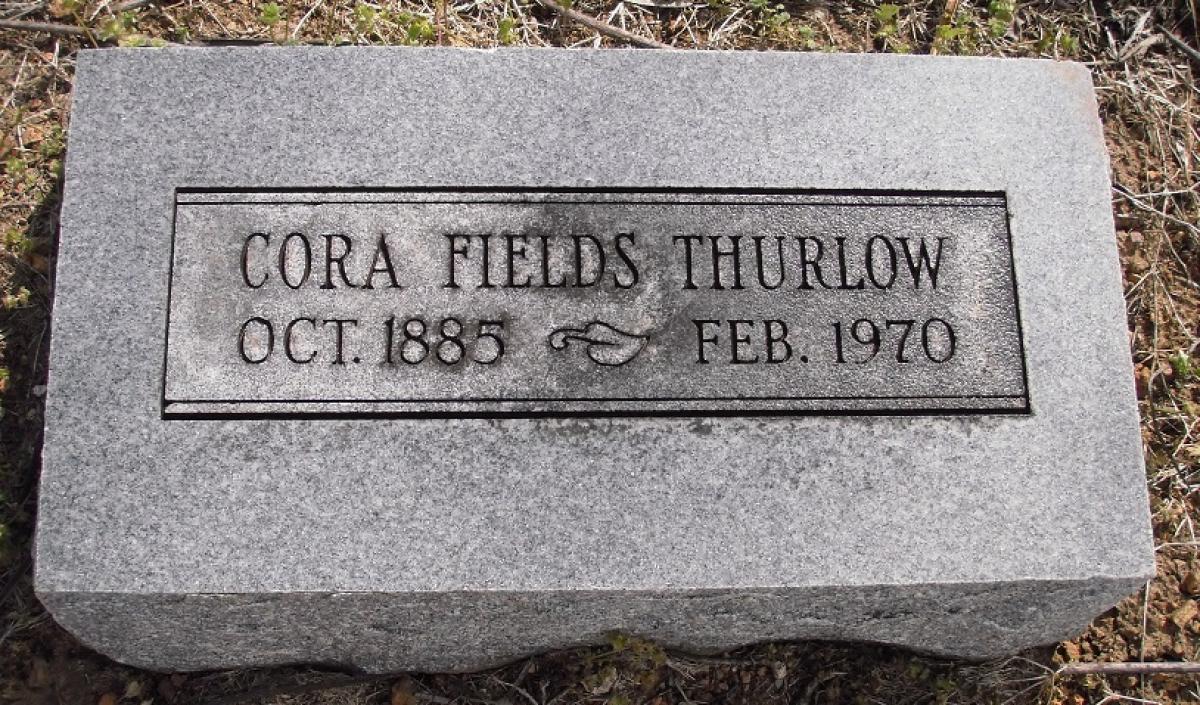 CORA FIELDS THURLOW
OCT. 1885 FEB. 1970